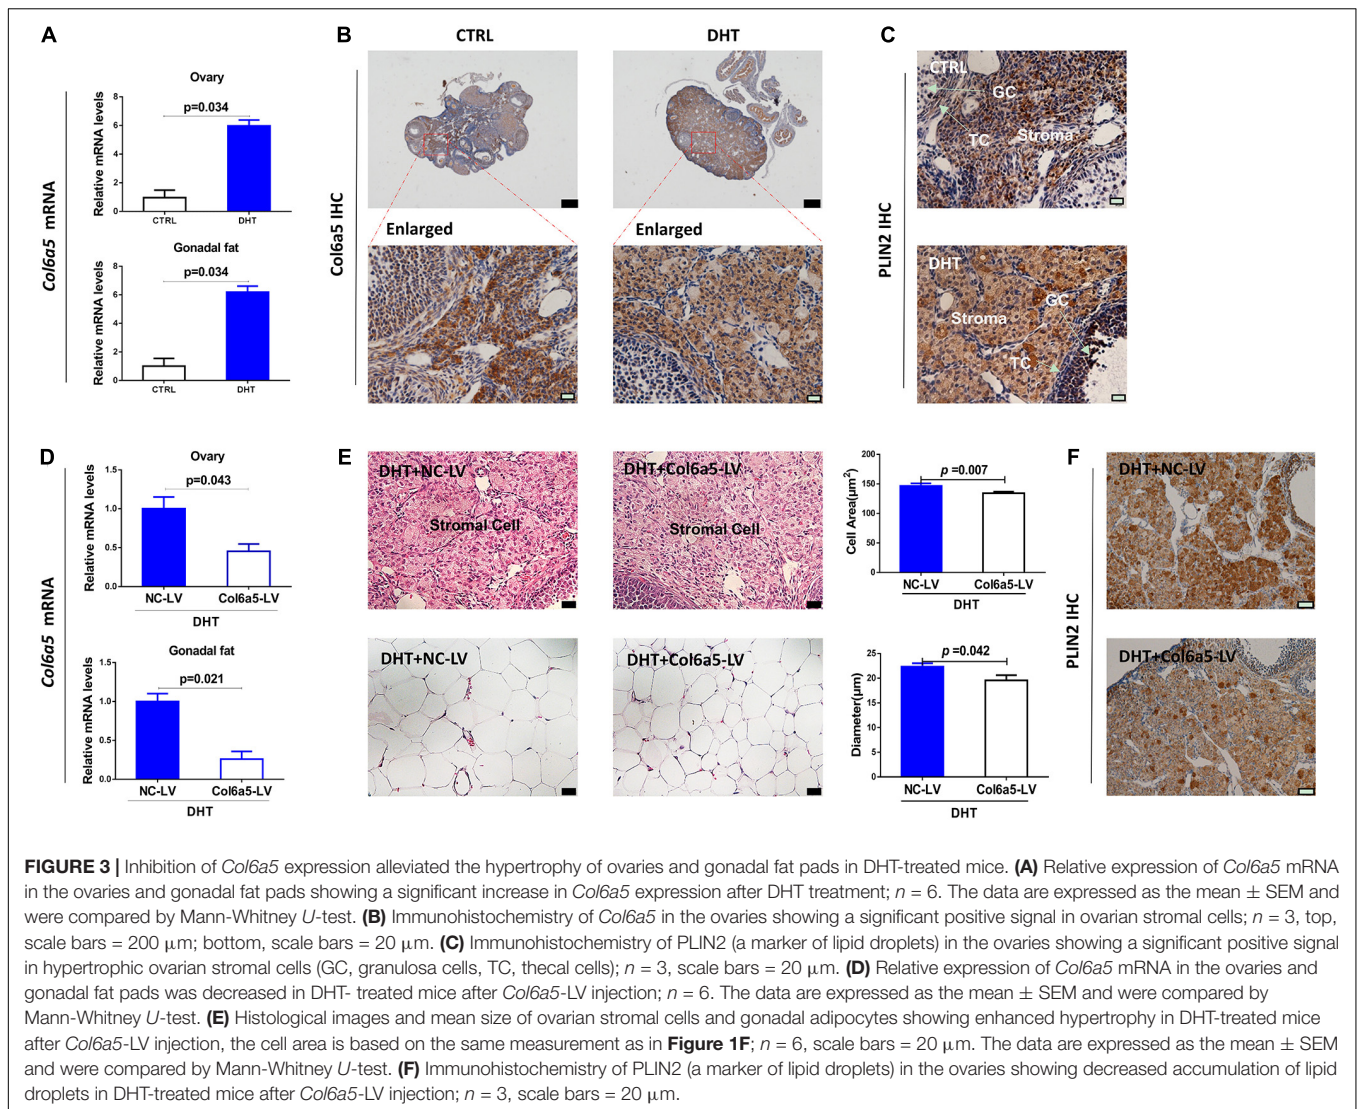 A
Ovary
Col6a5 mRNA
Relative mRNA levels
8
6
4
2
0
p=0.034
CTRL
DHT
Gonadal fat
Relative mRNA levels
8
6
4
2
0
p=0.034
CTRL
DHT
B
CTRL
DHT
Col6a5 IHC
Enlarged
Enlarged
C
PLIN2 IHC
CTRL
GC
TC
Stroma
DHT
GC
Stroma
TC
D
Ovary
Col6a5 mRNA
Relative mRNA levels
1.5
1.0
0.5
0.0
p=0.043
NC-LV
Col6a5-LV
DHT
Gonadal fat
Relative mRNA levels
1.5
1.0
0.5
0.0
p=0.021
NC-LV
Col6a5-LV
DHT
E
DHT+NC-LV
Stromal Cell
DHT+Col6a5-LV
Stromal Cell
Cell Area(µm²)
200
150
100
50
0
p =0.007
NC-LV
Col6a5-LV
DHT
DHT+NC-LV
DHT+Col6a5-LV
Diameter(µm)
25
20
15
10
5
0
p =0.042
NC-LV
Col6a5-LV
DHT
F
PLIN2 IHC
DHT+NC-LV
DHT+Col6a5-LV
FIGURE 3 | Inhibition of Col6a5 expression alleviated the hypertrophy of ovaries and gonadal fat pads in DHT-treated mice. (A) Relative expression of Col6a5 mRNA
in the ovaries and gonadal fat pads showing a significant increase in Col6a5 expression after DHT treatment; n = 6. The data are expressed as the mean ± SEM and
were compared by Mann-Whitney U-test. (B) Immunohistochemistry of Col6a5 in the ovaries showing a significant positive signal in ovarian stromal cells; n = 3, top,
scale bars = 200 µm; bottom, scale bars = 20 µm. (C) Immunohistochemistry of PLIN2 (a marker of lipid droplets) in the ovaries showing a significant positive signal
in hypertrophic ovarian stromal cells (GC, granulosa cells, TC, thecal cells); n = 3, scale bars = 20 µm. (D) Relative expression of Col6a5 mRNA in the ovaries and
gonadal fat pads was decreased in DHT- treated mice after Col6a5-LV injection; n = 6. The data are expressed as the mean ± SEM and were compared by
Mann-Whitney U-test. (E) Histological images and mean size of ovarian stromal cells and gonadal adipocytes showing enhanced hypertrophy in DHT-treated mice
after Col6a5-LV injection, the cell area is based on the same measurement as in Figure 1F; n = 6, scale bars = 20 µm. The data are expressed as the mean ± SEM
and were compared by Mann-Whitney U-test. (F) Immunohistochemistry of PLIN2 (a marker of lipid droplets) in the ovaries showing decreased accumulation of lipid
droplets in DHT-treated mice after Col6a5-LV injection; n = 3, scale bars = 20 µm.